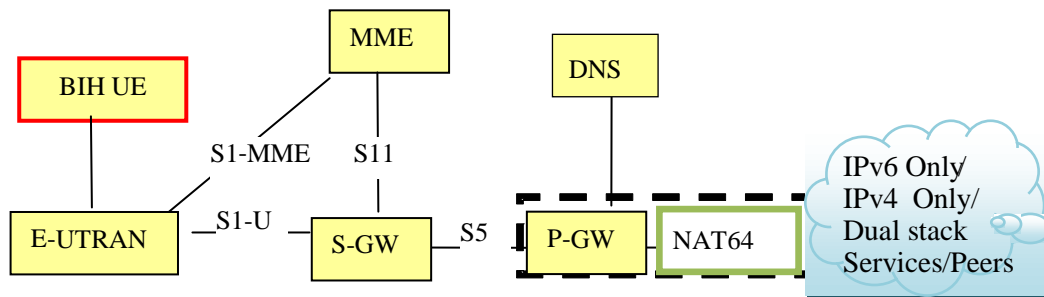 MME
DNS
BIH UE
S1-MME
S11
IPv6 Only/
IPv4 Only/
Dual stack
Services/Peers
E-UTRAN
S1-U
S-GW
S5
P-GW
NAT64